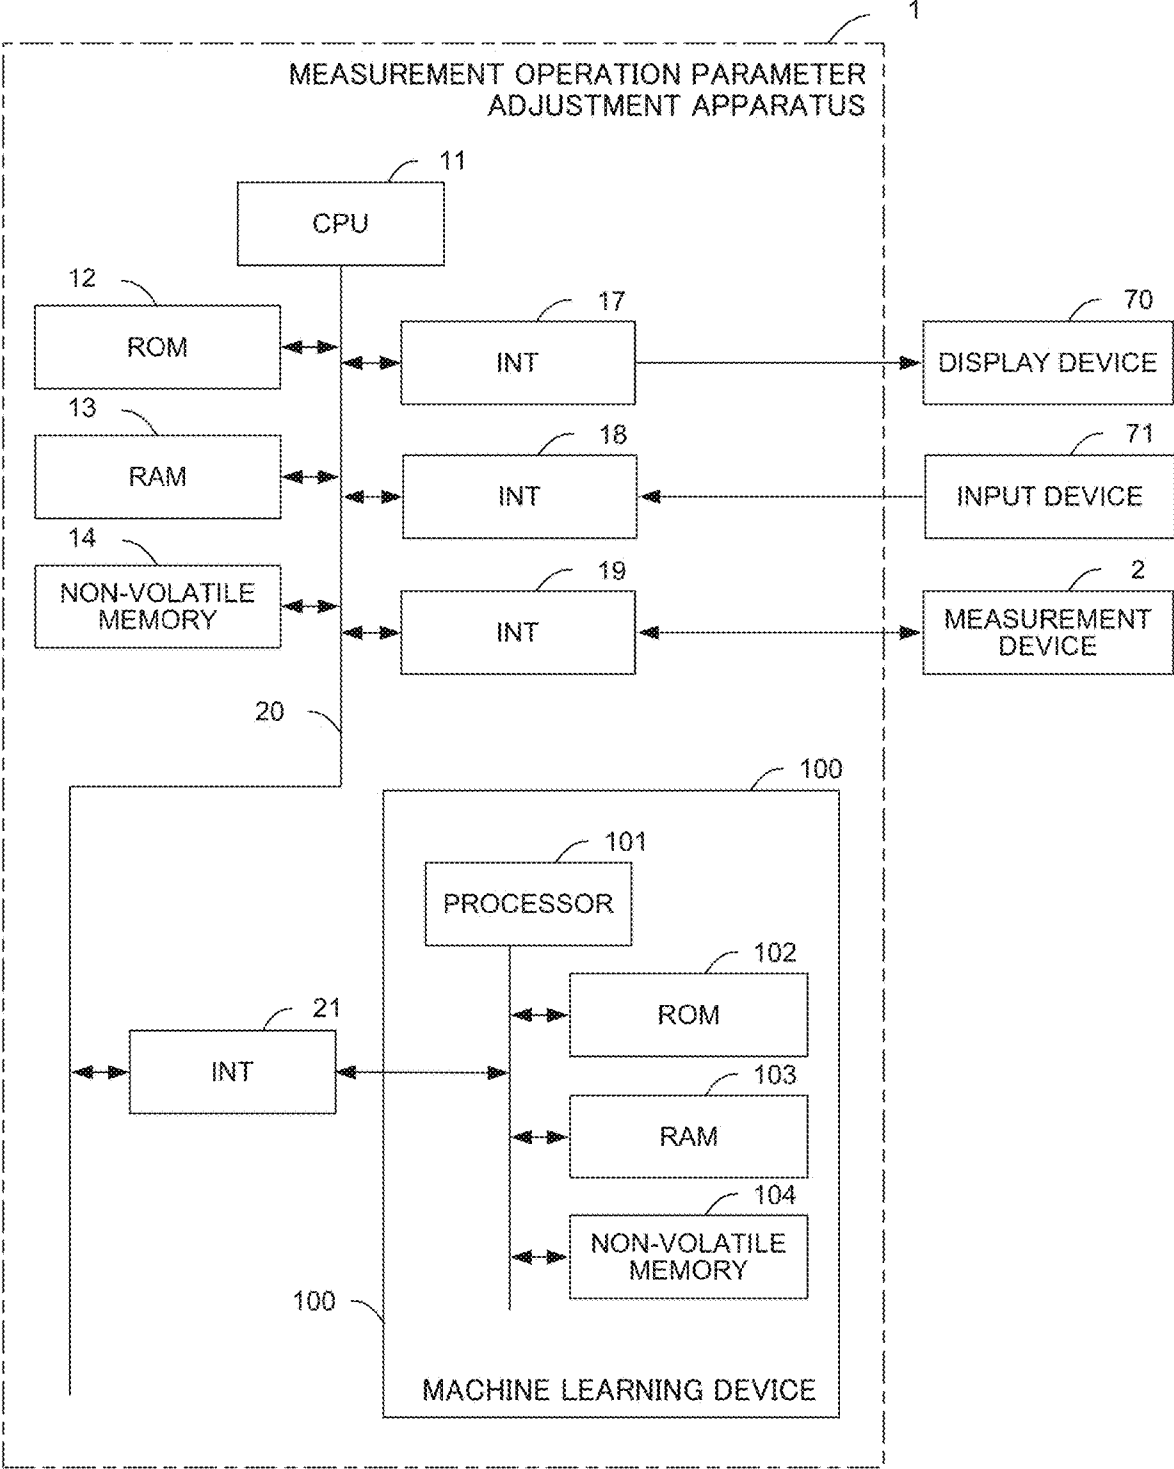 1
MEASUREMENT OPERATION PARAMETER
ADJUSTMENT APPARATUS
11
CPU
12
ROM
17
INT
70
DISPLAY DEVICE
13
RAM
18
INT
71
INPUT DEVICE
14
NON-VOLATILE
MEMORY
19
INT
2
MEASUREMENT
DEVICE
20
100
101
PROCESSOR
102
ROM
21
INT
103
RAM
104
NON-VOLATILE
MEMORY
100
MACHINE LEARNING DEVICE